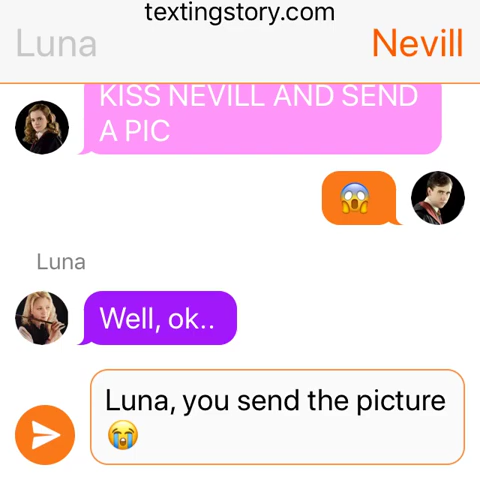 textingstory.com
Luna Nevill
KISS NEVILL AND SEND
A PIC
😱
Luna
Well, ok..
Luna, you send the picture
😭